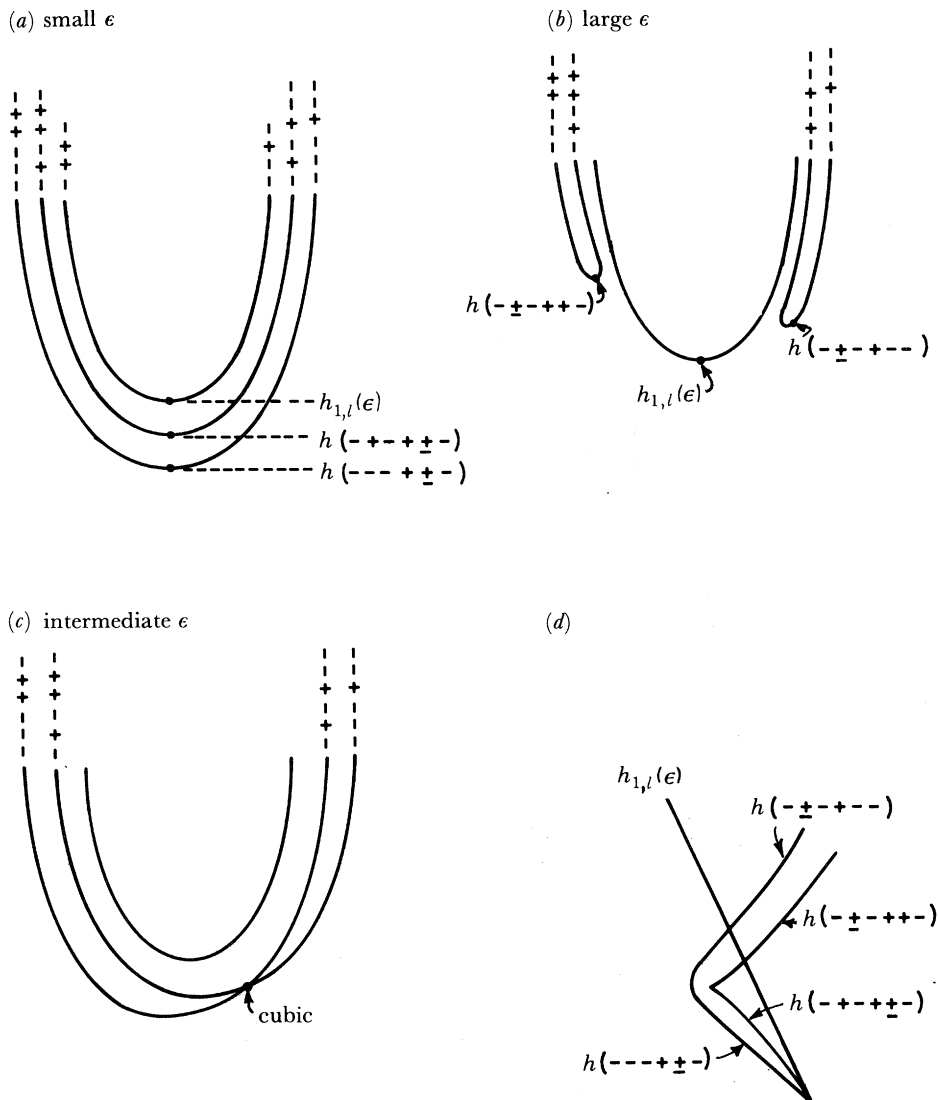 (a) small ϵ
(b) large ϵ
h₁,ₗ(ϵ)
h(-+-+±-)
h(---+±-)
h(-±-++-)
h(-±-+--)
h₁,ₗ(ϵ)
(c) intermediate ϵ
(d)
cubic
h₁,ₗ(ϵ)
h(-±-+--)
h(-±-++-)
h(-+-+±-)
h(---+±-)